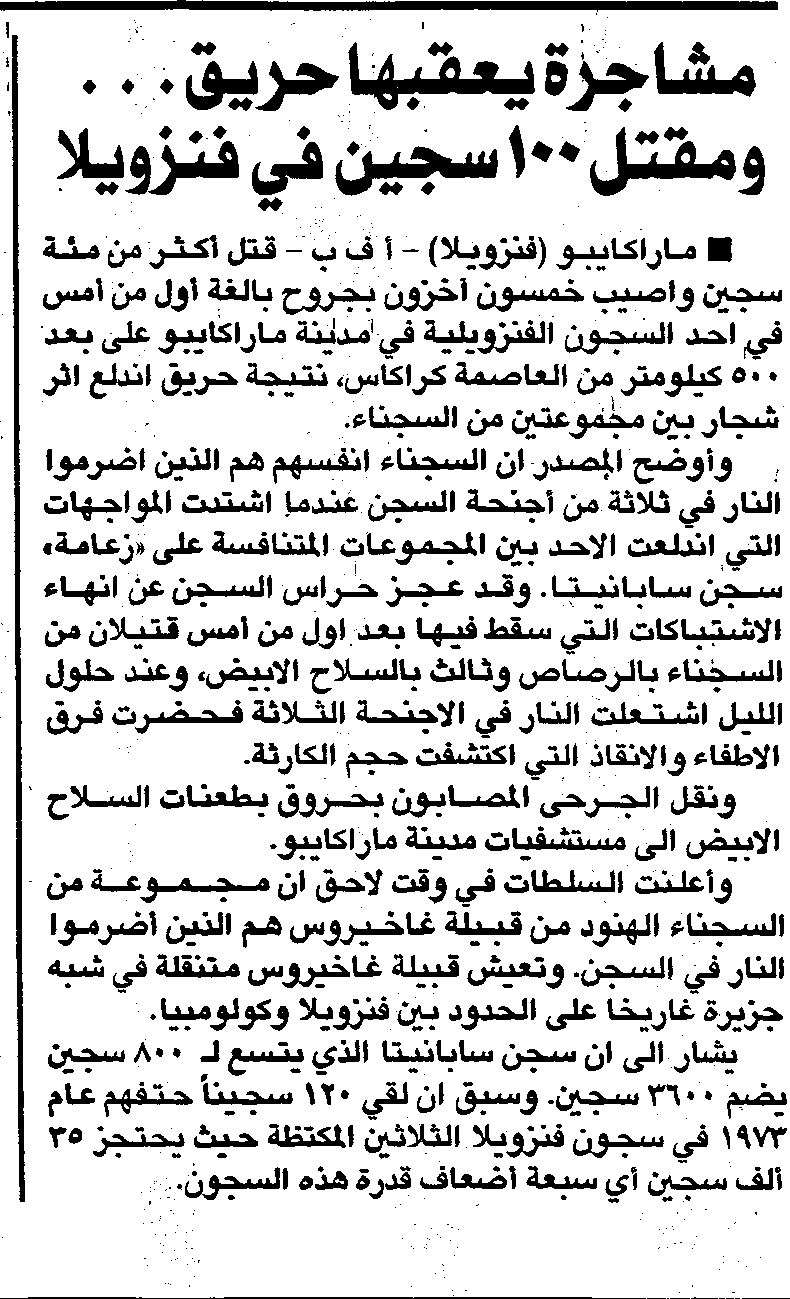 مشاجرة يعقبها حريق . . .
ومقتل ١٠٠ سجين في فنزويلا
■ ماراكايبو (فنزويلا) - أ ف ب - قتل أكثر من مئة
سجين واصيب خمسون آخرون بجروح بالغة أول من أمس
في احد السجون الفنزويلية في مدينة ماراكايبو على بعد
٥٠٠ كيلومتر من العاصمة كراكاس، نتيجة حريق اندلع اثر
شجار بين مجموعتين من السجناء.
وأوضح المصدر ان السجناء انفسهم هم الذين اضرموا
النار في ثلاثة من أجنحة السجن عندما اشتدت المواجهات
التي اندلعت الاحد بين المجموعات المتنافسة على «زعامة»
سجن سابانيتا. وقد عجز حراس السجن عن انهاء
الاشتباكات التي سقط فيها بعد اول من أمس قتيلان من
السجناء بالرصاص وثالث بالسلاح الابيض، وعند حلول
الليل اشتعلت النار في الاجنحة الثلاثة فحضرت فرق
الاطفاء والانقاذ التي اكتشفت حجم الكارثة.
ونقل الجرحى المصابون بحروق بطعنات السلاح
الابيض الى مستشفيات مدينة ماراكايبو.
وأعلنت السلطات في وقت لاحق ان مجموعة من
السجناء الهنود من قبيلة غاخيروس هم الذين أضرموا
النار في السجن. وتعيش قبيلة غاخيروس متنقلة في شبه
جزيرة غاريخا على الحدود بين فنزويلا وكولومبيا.
يشار الى ان سجن سابانيتا الذي يتسع لـ ٨٠٠ سجين
يضم ٣٦٠٠ سجين. وسبق ان لقي ١٢٠ سجيناً حتفهم عام
١٩٧٣ في سجون فنزويلا الثلاثين المكتظة حيث يحتجز ٣٥
ألف سجين أي سبعة أضعاف قدرة هذه السجون.